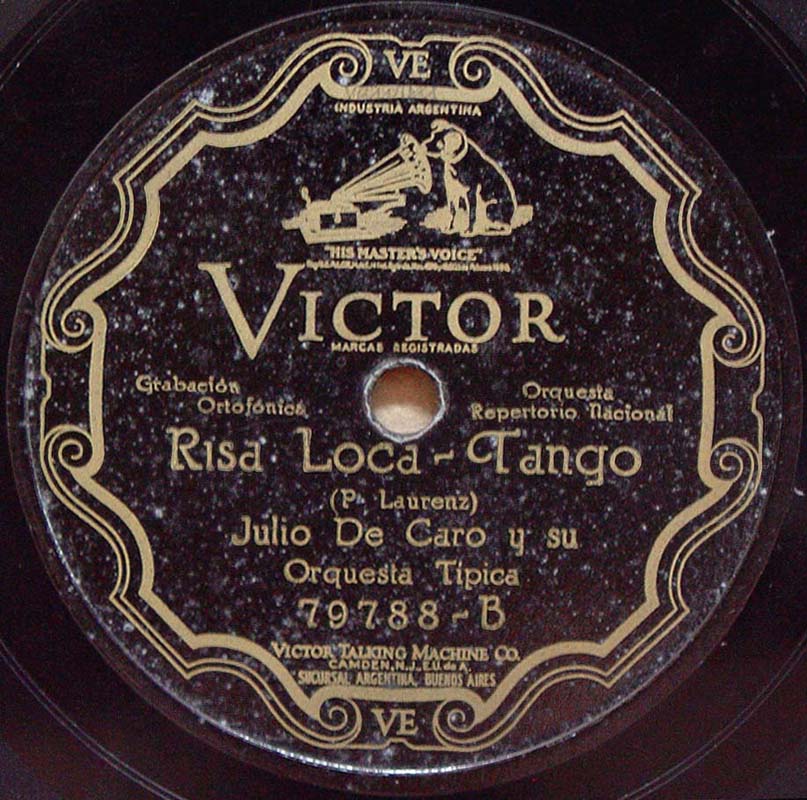 VE
INDUSTRIA ARGENTINA
"HIS MASTER'S VOICE"
VICTOR
MARCAS REGISTRADAS
Grabación Ortofónica
Orquesta Repertorio Nacional
Risa Loca - Tango
(P. Laurenz)
Julio De Caro y su
Orquesta Típica
79788-B
VICTOR TALKING MACHINE CO.
CAMDEN, N.J., E.U. de A.
SUCURSAL ARGENTINA, BUENOS AIRES
VE